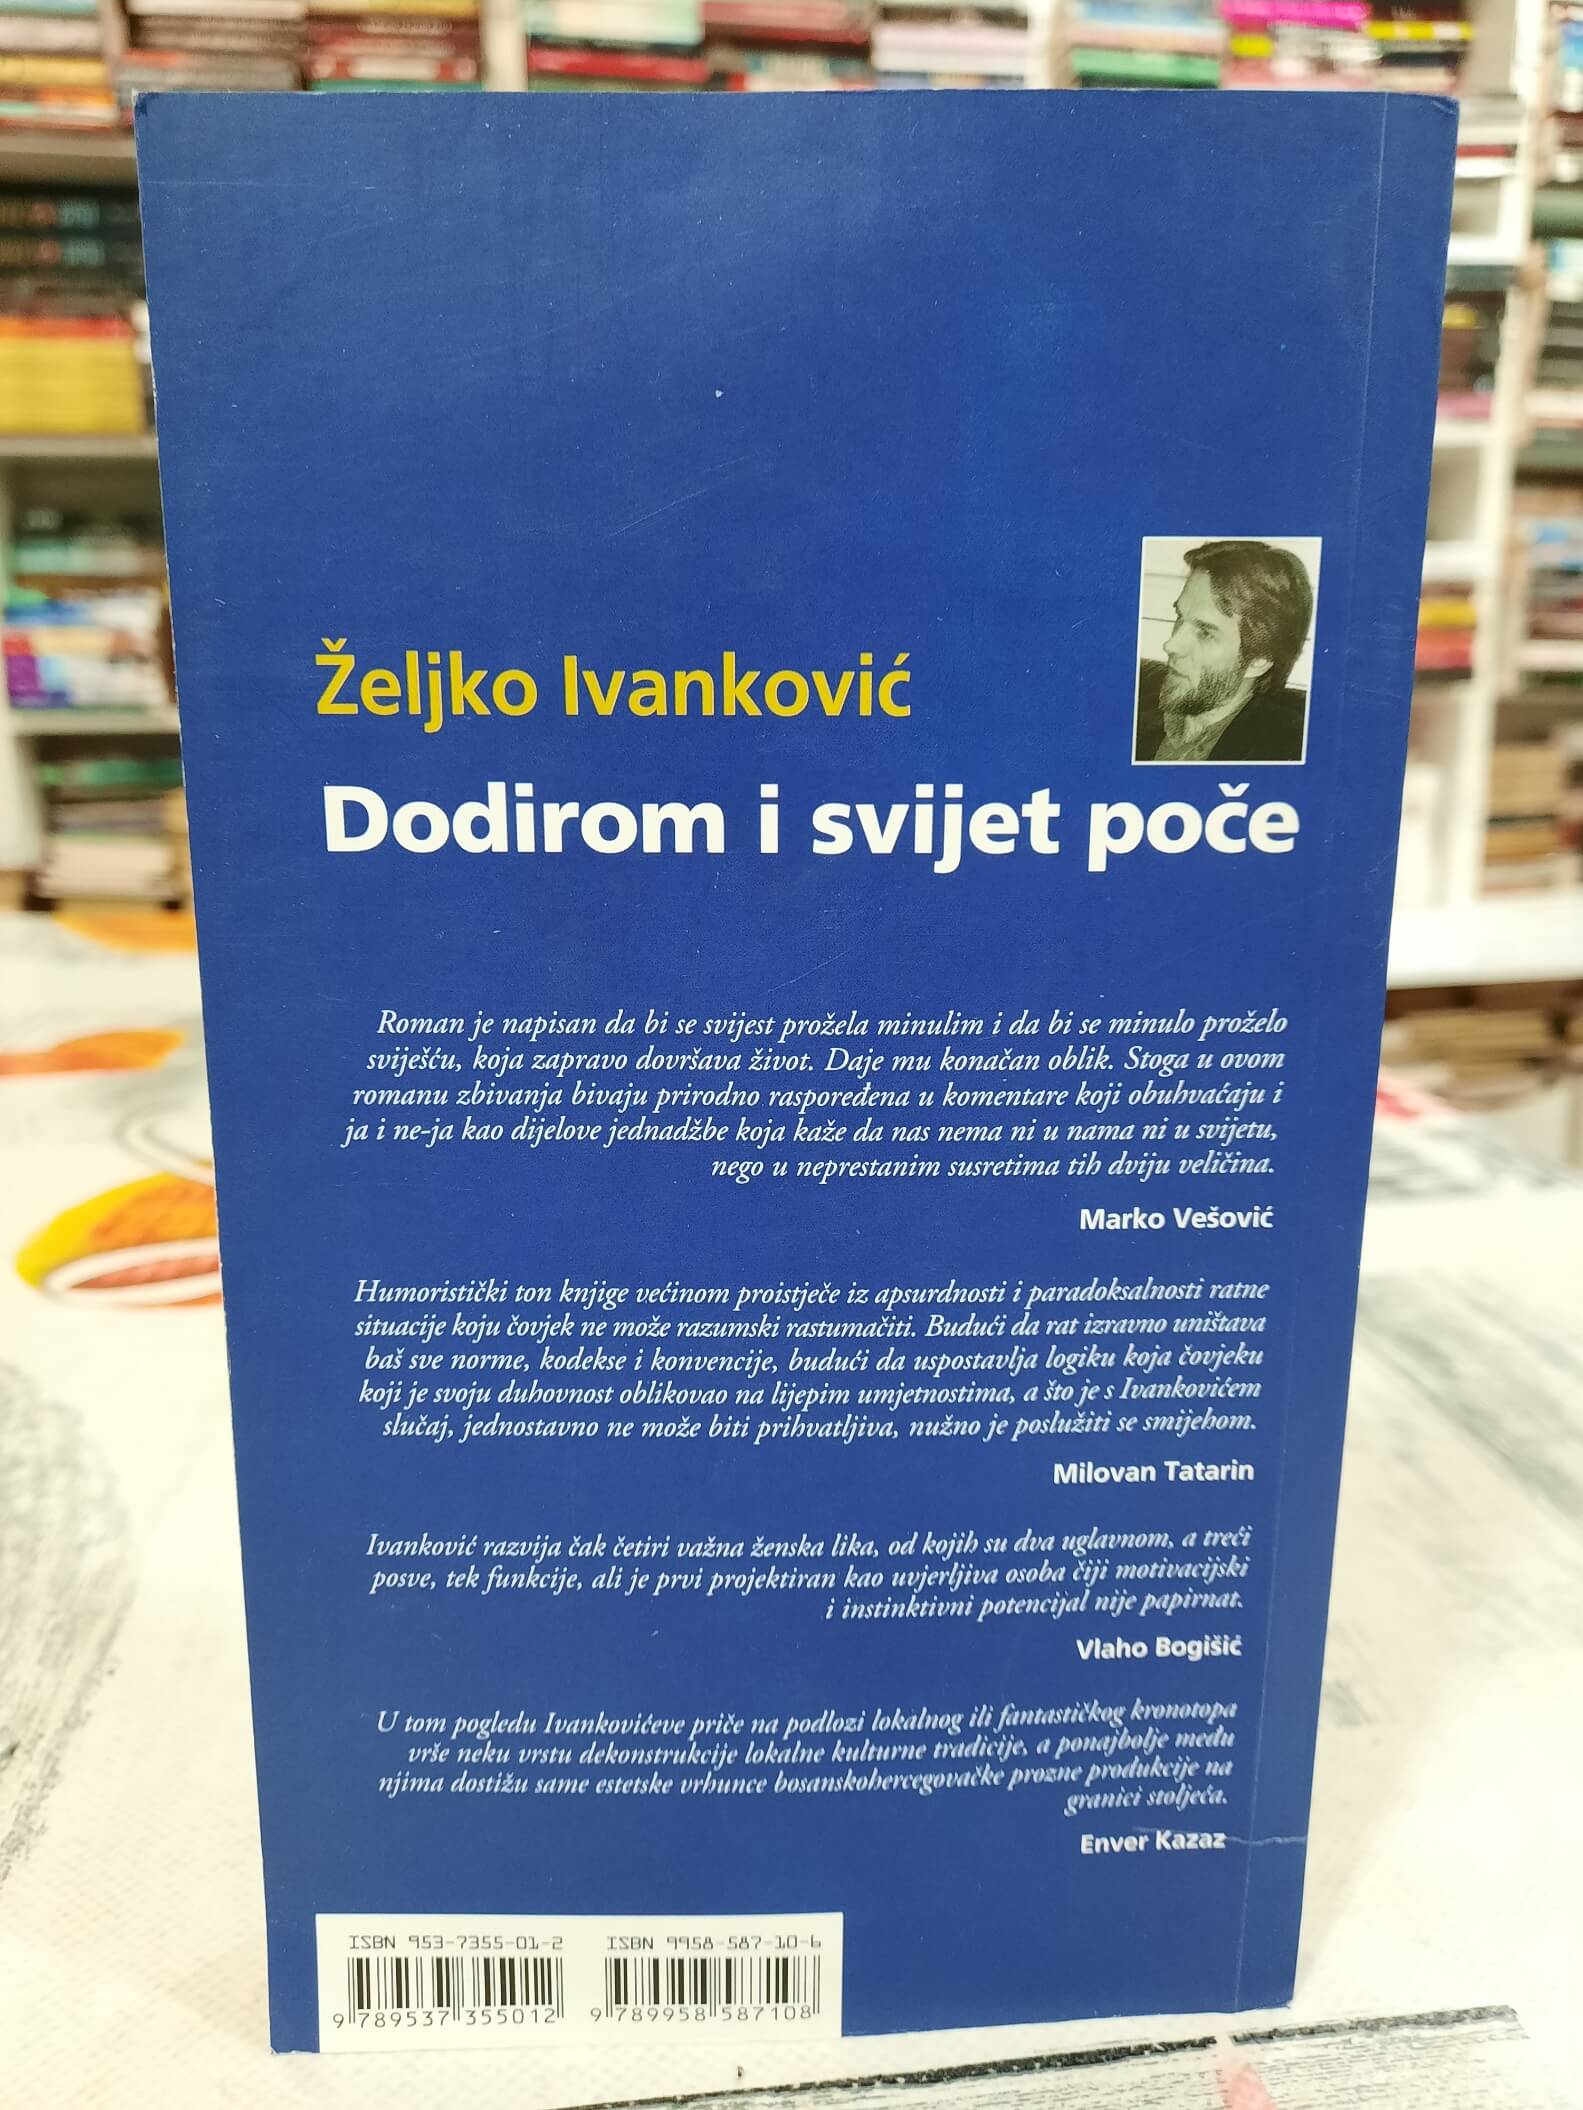 Željko Ivanković
Dodirom i svijet poče
Roman je napisan da bi se svijest prožela minulim i da bi se minulo proželo
sviješću, koja zapravo dovršava život. Daje mu konačan oblik. Stoga u ovom
romanu zbivanja bivaju prirodno raspoređena u komentare koji obuhvaćaju i
ja i ne-ja kao dijelove jednadžbe koja kaže da nas nema ni u nama ni u svijetu,
nego u neprestanim susretima tih dviju veličina.
Marko Vešović
Humoristički ton knjige većinom proistječe iz apsurdnosti i paradoksalnosti ratne
situacije koju čovjek ne može razumski rastumačiti. Budući da rat izravno uništava
baš sve norme, kodekse i konvencije, budući da uspostavlja logiku koja čovjeku
koji je svoju duhovnost oblikovao na lijepim umjetnostima, a što je s Ivankovićem
slučaj, jednostavno ne može biti prihvatljiva, nužno je poslužiti se smijehom.
Milovan Tatarin
Ivanković razvija čak četiri važna ženska lika, od kojih su dva uglavnom, a treći
posve, tek funkcije, ali je prvi projektiran kao uvjerljiva osoba čiji motivacijski
i instinktivni potencijal nije papirnat.
Vlaho Bogišić
U tom pogledu Ivankovićeve priče na podlozi lokalnog ili fantastičkog kronotopa
vrše neku vrstu dekonstrukcije lokalne kulturne tradicije, a ponajbolje među
njima dostižu same estetske vrhunce bosanskohercegovačke prozne produkcije na
granici stoljeća.
Enver Kazaz
ISBN 953-7355-01-2 ISBN 9958-587-10-6
9 789537 355012 9 789958 587108